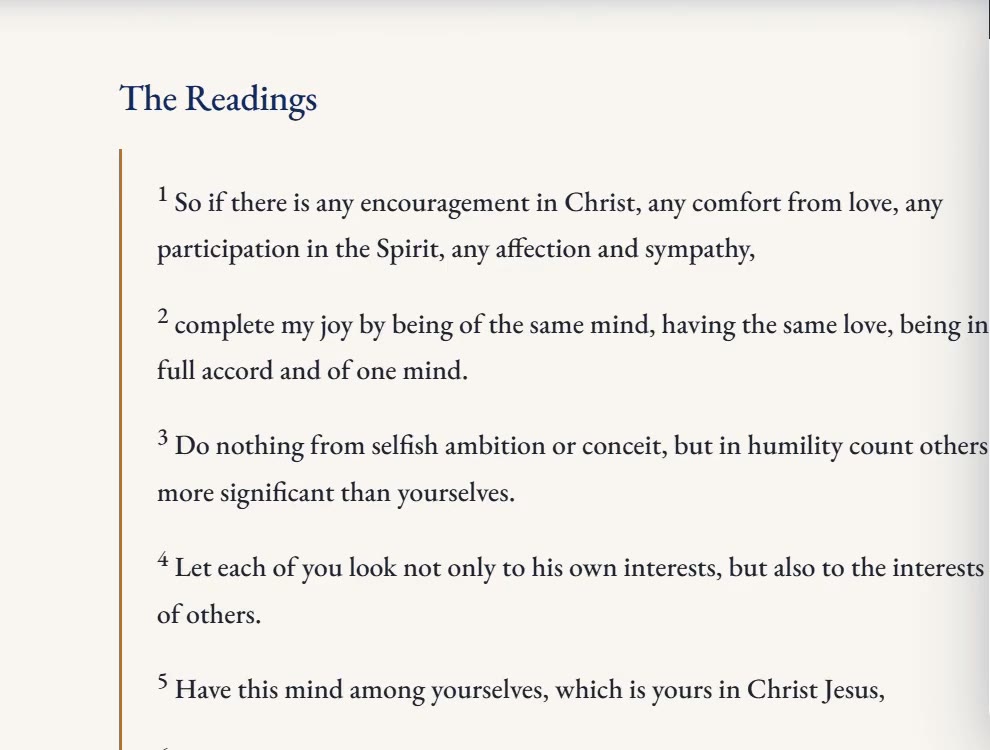 The Readings
1 So if there is any encouragement in Christ, any comfort from love, any
participation in the Spirit, any affection and sympathy,
2 complete my joy by being of the same mind, having the same love, being in
full accord and of one mind.
3 Do nothing from selfish ambition or conceit, but in humility count others
more significant than yourselves.
4 Let each of you look not only to his own interests, but also to the interests
of others.
5 Have this mind among yourselves, which is yours in Christ Jesus,